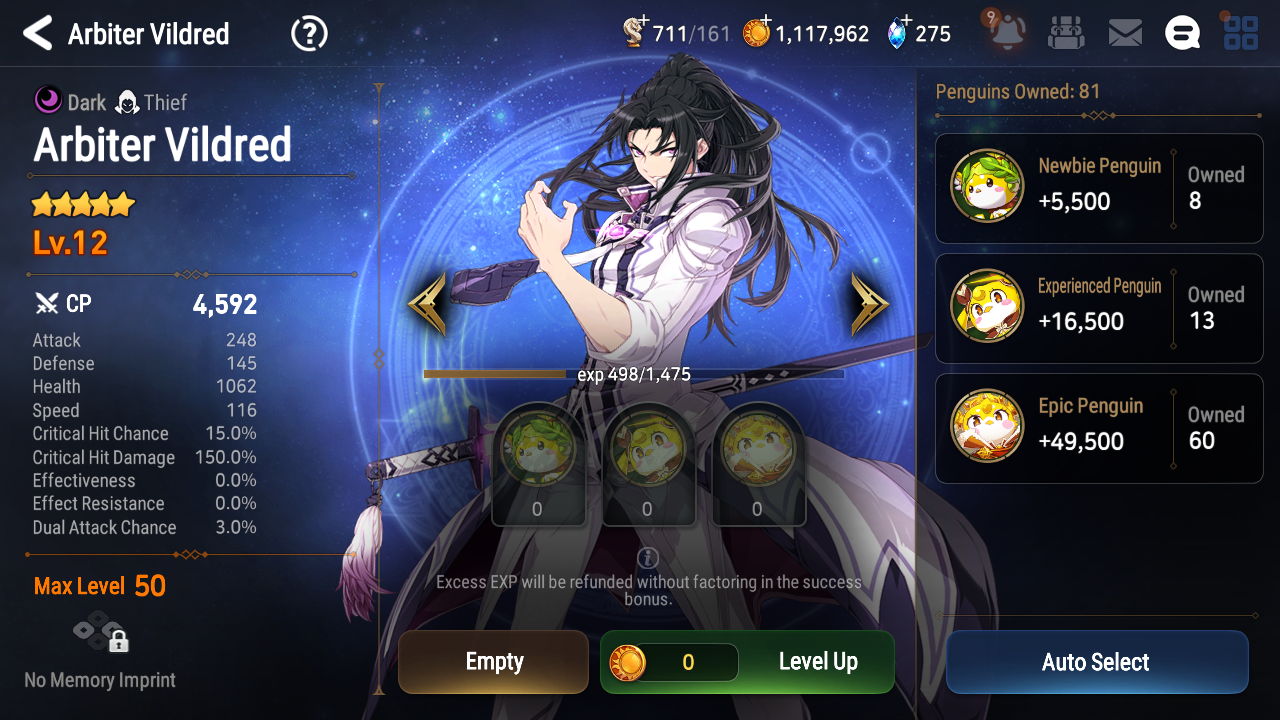 Arbiter Vildred
?
711/161
1,117,962
275
9
Dark
Thief
Arbiter Vildred
Lv.12
CP 4,592
Attack 248
Defense 145
Health 1062
Speed 116
Critical Hit Chance 15.0%
Critical Hit Damage 150.0%
Effectiveness 0.0%
Effect Resistance 0.0%
Dual Attack Chance 3.0%
Max Level 50
No Memory Imprint
exp 498/1,475
0
0
0
Excess EXP will be refunded without factoring in the success
bonus.
Empty
0
Level Up
Penguins Owned: 81
Newbie Penguin
+5,500
Owned
8
Experienced Penguin
+16,500
Owned
13
Epic Penguin
+49,500
Owned
60
Auto Select